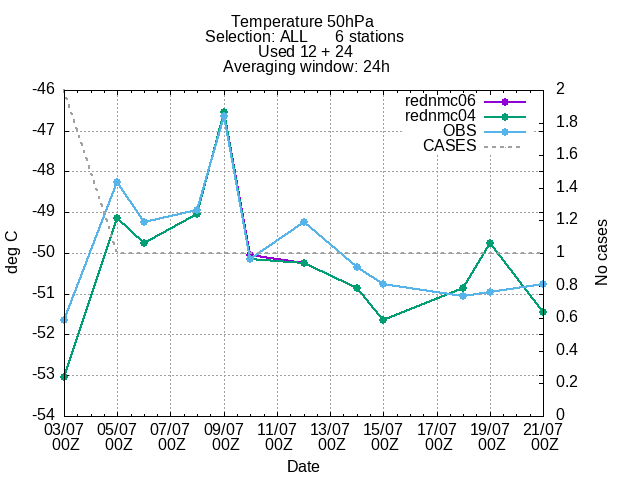 Temperature 50hPa
Selection: ALL 6 stations
Used 12 + 24
Averaging window: 24h
rednmc06
rednmc04
OBS
CASES
-46
-47
-48
-49
-50
-51
-52
-53
-54
deg C
2
1.8
1.6
1.4
1.2
1
0.8
0.6
0.4
0.2
0
No cases
03/07 05/07 07/07 09/07 11/07 13/07 15/07 17/07 19/07 21/07
00Z 00Z 00Z 00Z 00Z 00Z 00Z 00Z 00Z 00Z
Date